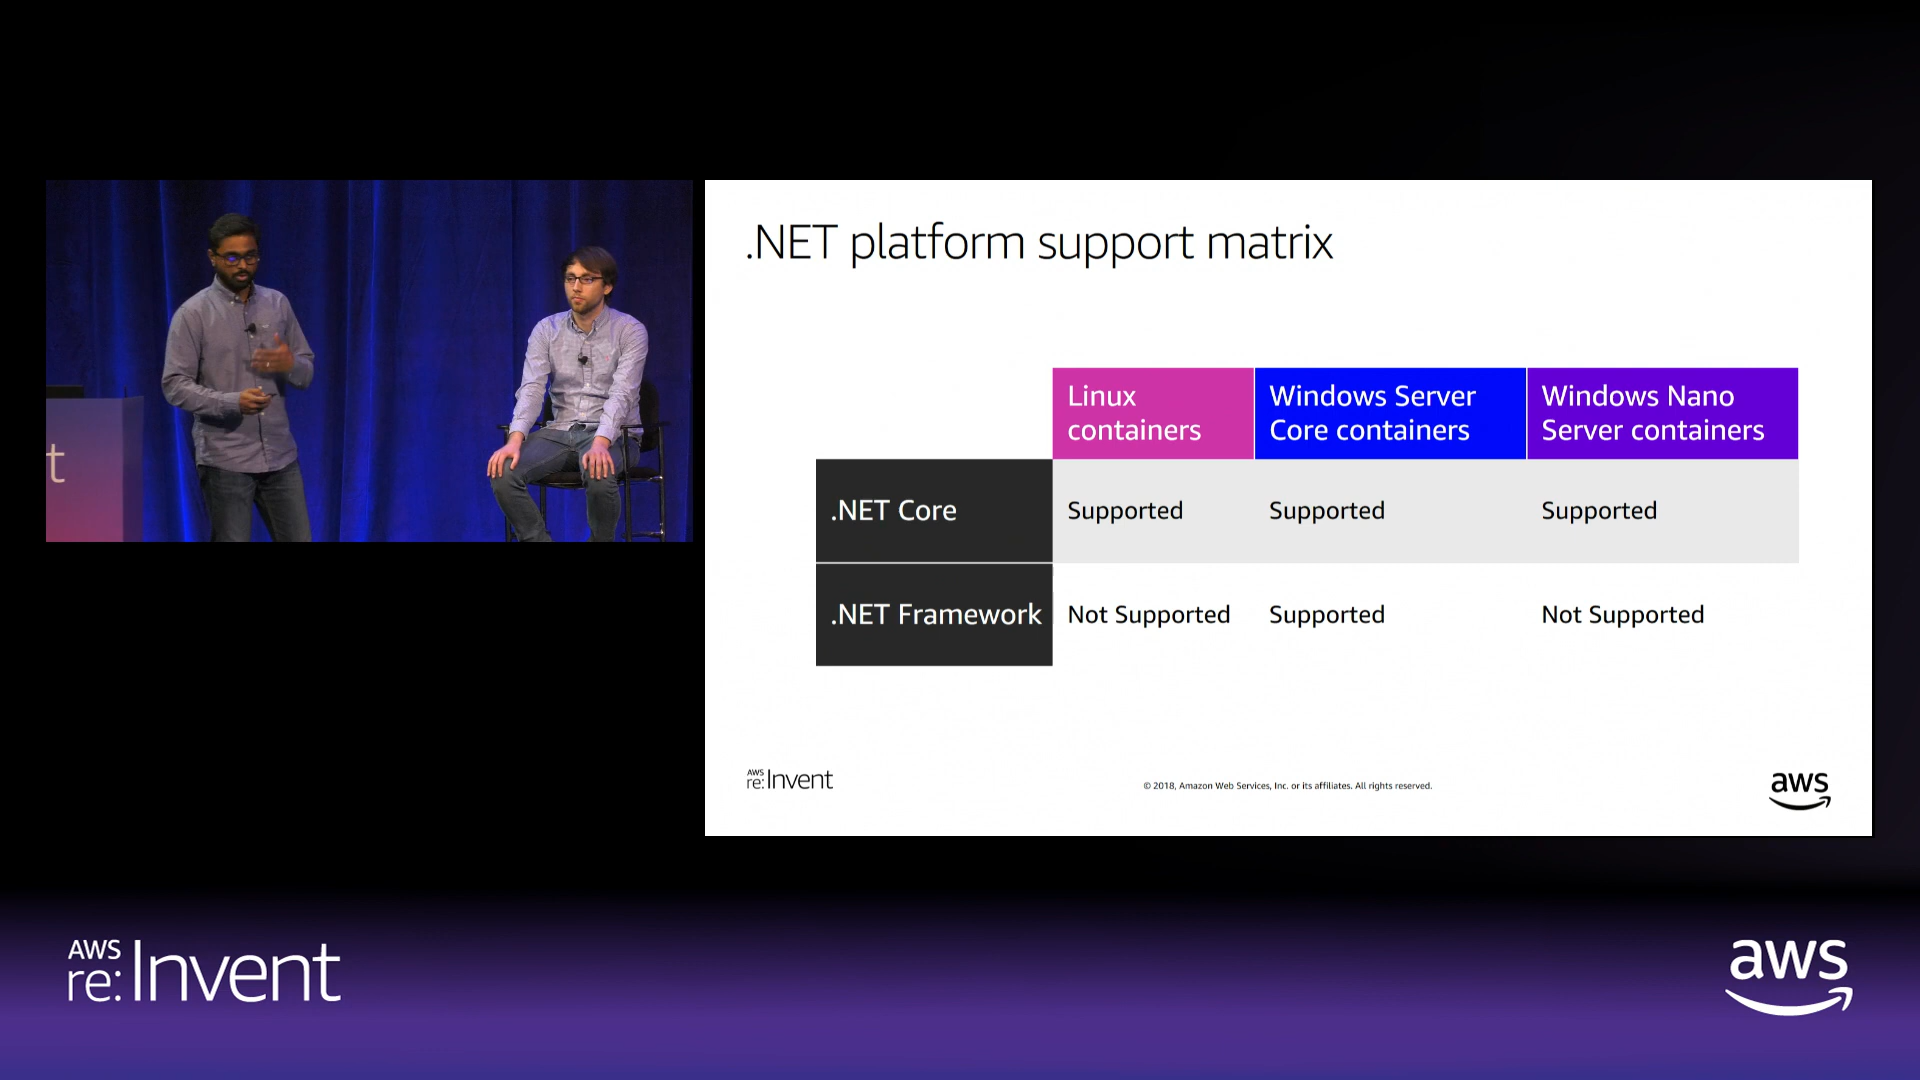 t
.NET platform support matrix
Linux
containers
Windows Server
Core containers
Windows Nano
Server containers
.NET Core
Supported
Supported
Supported
.NET Framework
Not Supported
Supported
Not Supported
AWS
re:Invent
© 2018, Amazon Web Services, Inc. or its affiliates. All rights reserved.
aws
AWS
re:Invent
aws